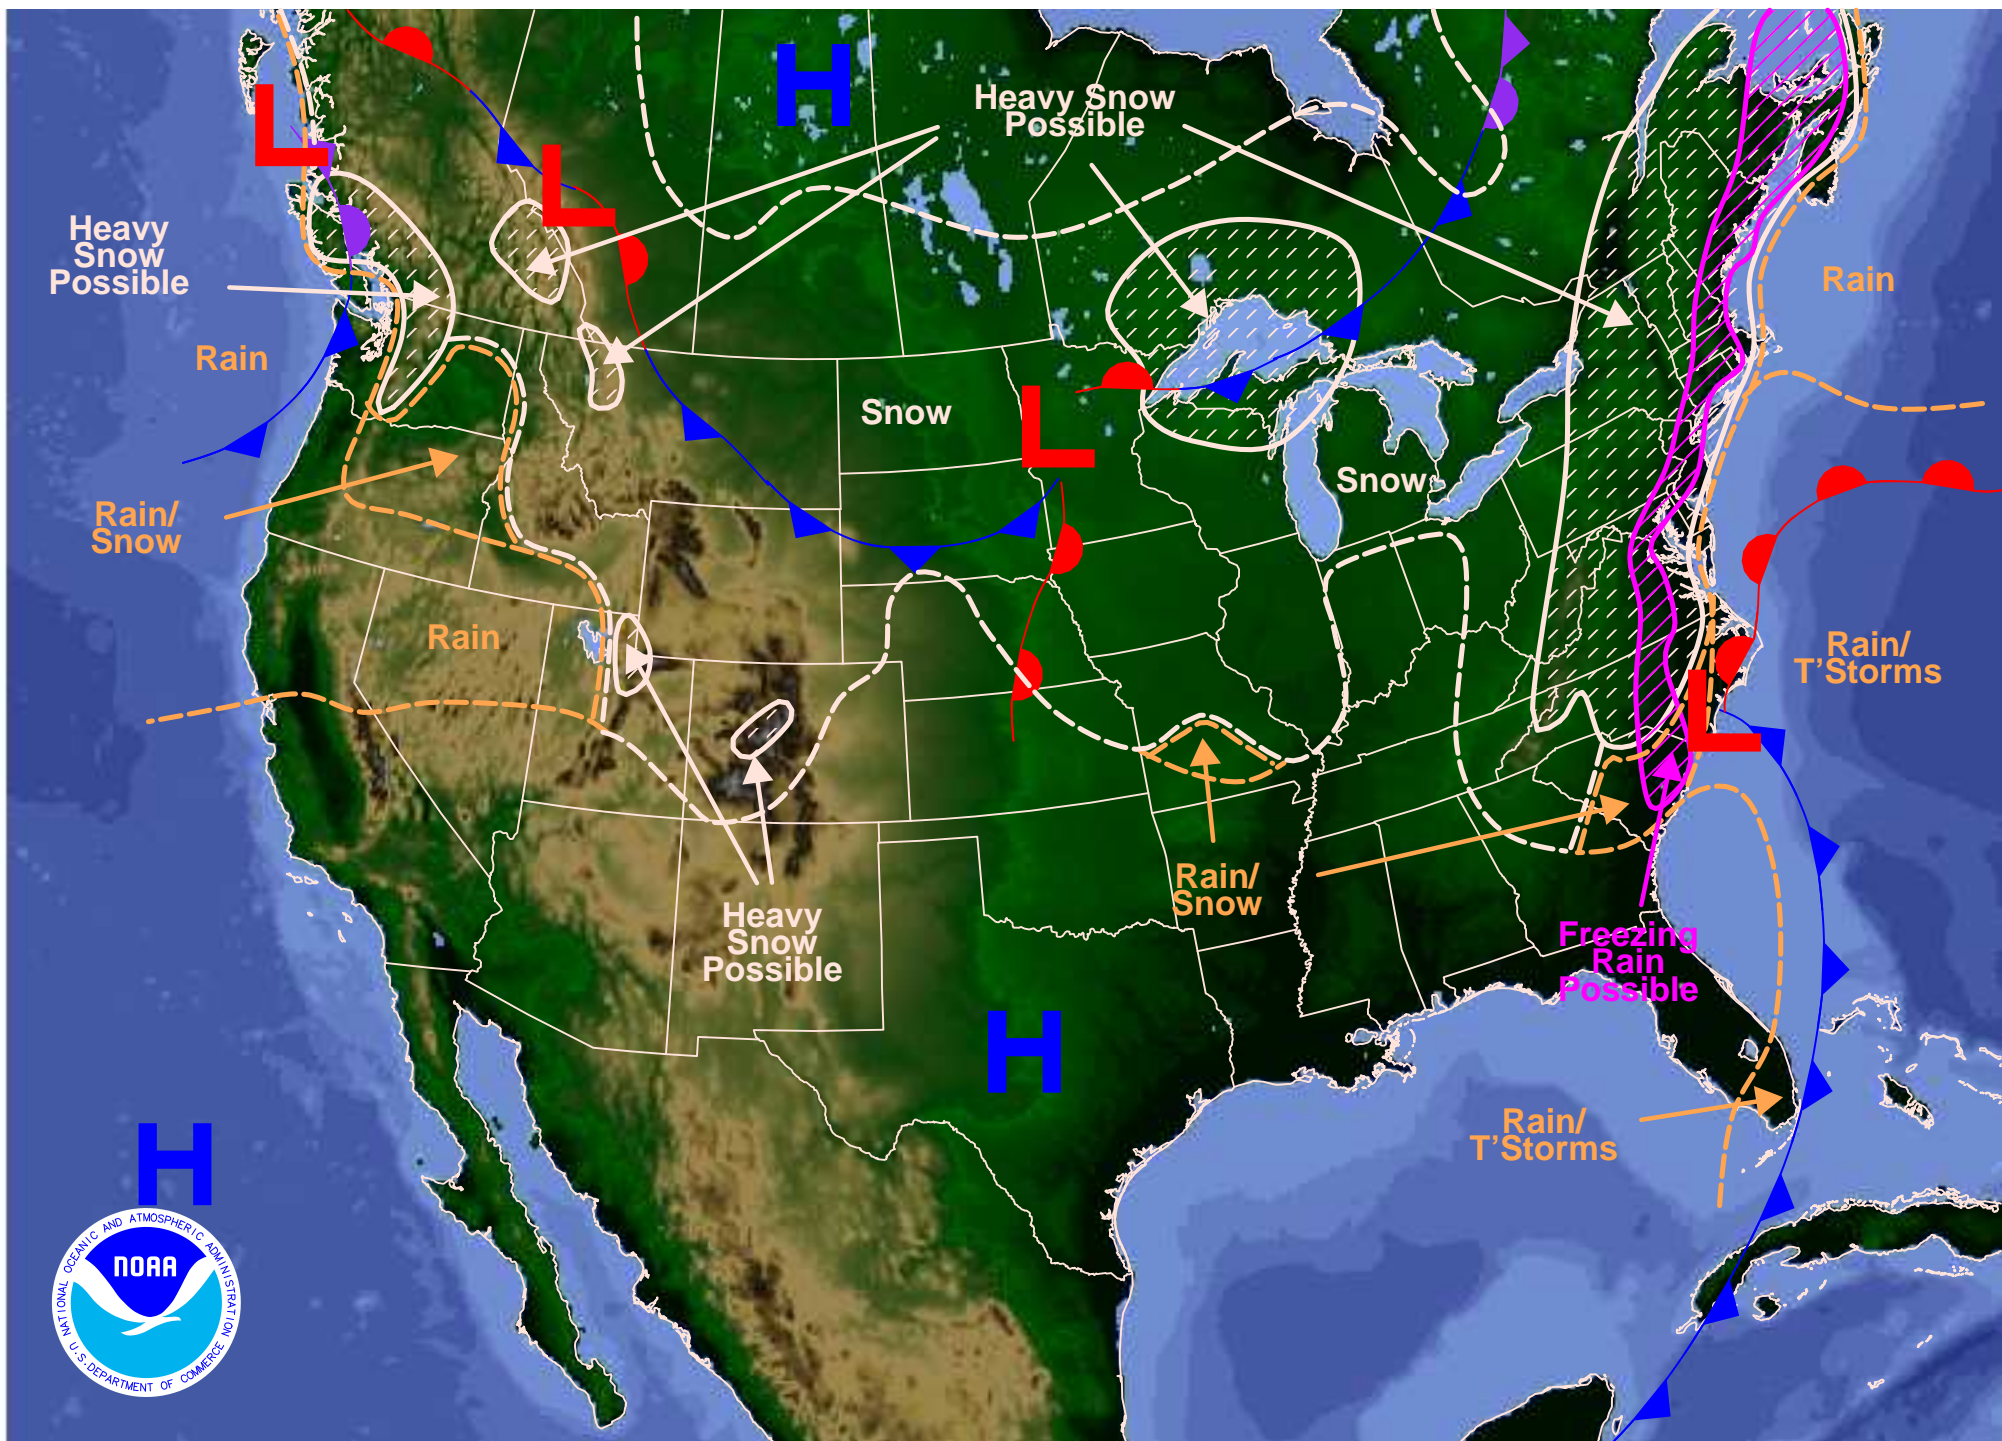 H
Heavy Snow
Possible
L
L
Heavy
Snow
Possible
Rain
Rain
Snow
L
Snow
Rain/
Snow
Rain
Rain/
T'Storms
L
Rain/
Snow
Heavy
Snow
Possible
Freezing
Rain
Possible
H
Rain/
T'Storms
H
NATIONAL OCEANIC AND ATMOSPHERIC ADMINISTRATION
NOAA
U.S. DEPARTMENT OF COMMERCE